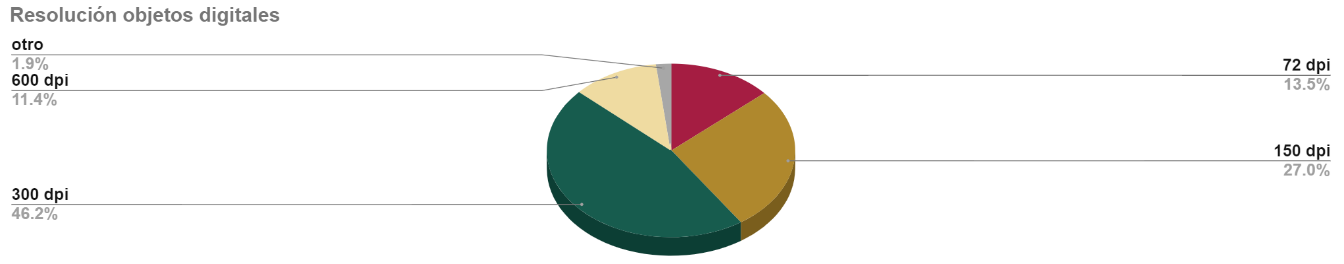 Resolución objetos digitales
otro
1.9%
600 dpi
11.4%
300 dpi
46.2%
72 dpi
13.5%
150 dpi
27.0%